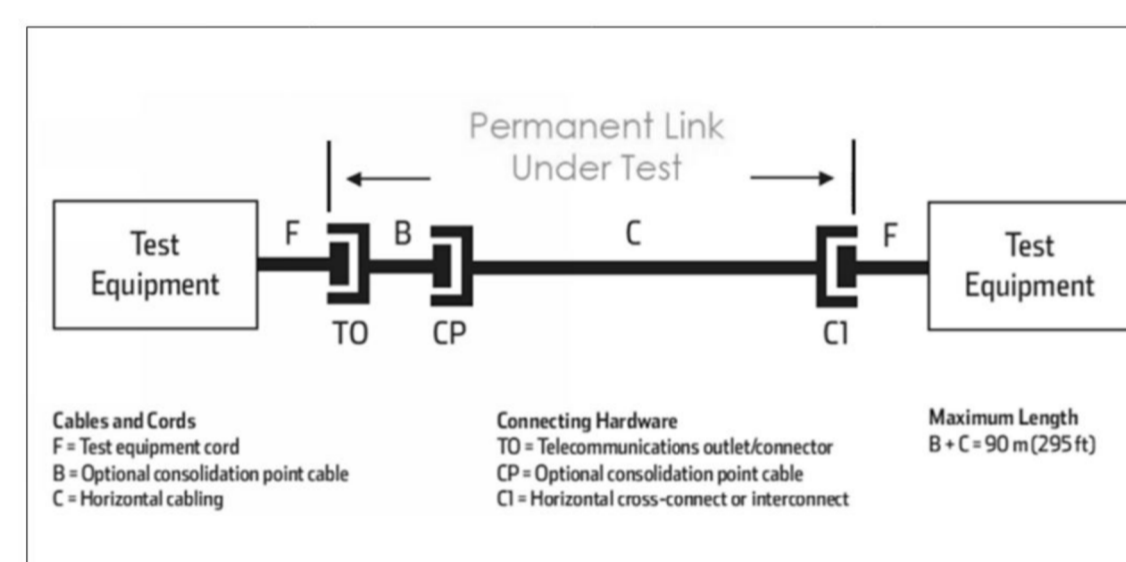 Permanent Link
Under Test
Test
Equipment
F
B
C
F
Test
Equipment
TO
CP
C1
Cables and Cords
F = Test equipment cord
B = Optional consolidation point cable
C = Horizontal cabling
Connecting Hardware
TO = Telecommunications outlet/connector
CP = Optional consolidation point cable
C1 = Horizontal cross-connect or interconnect
Maximum Length
B + C = 90 m (295 ft)